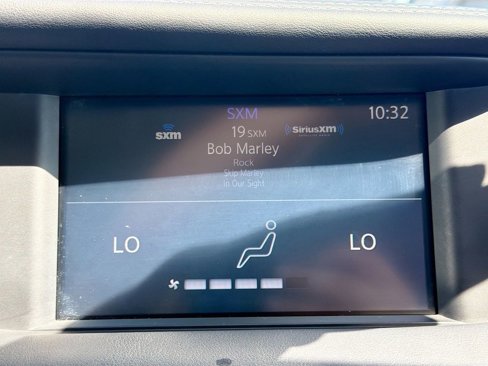 SXM
10:32
sxm
19 SXM
SiriusXM
Bob Marley
Rock
Skip Marley
In Our Sight
LO
LO